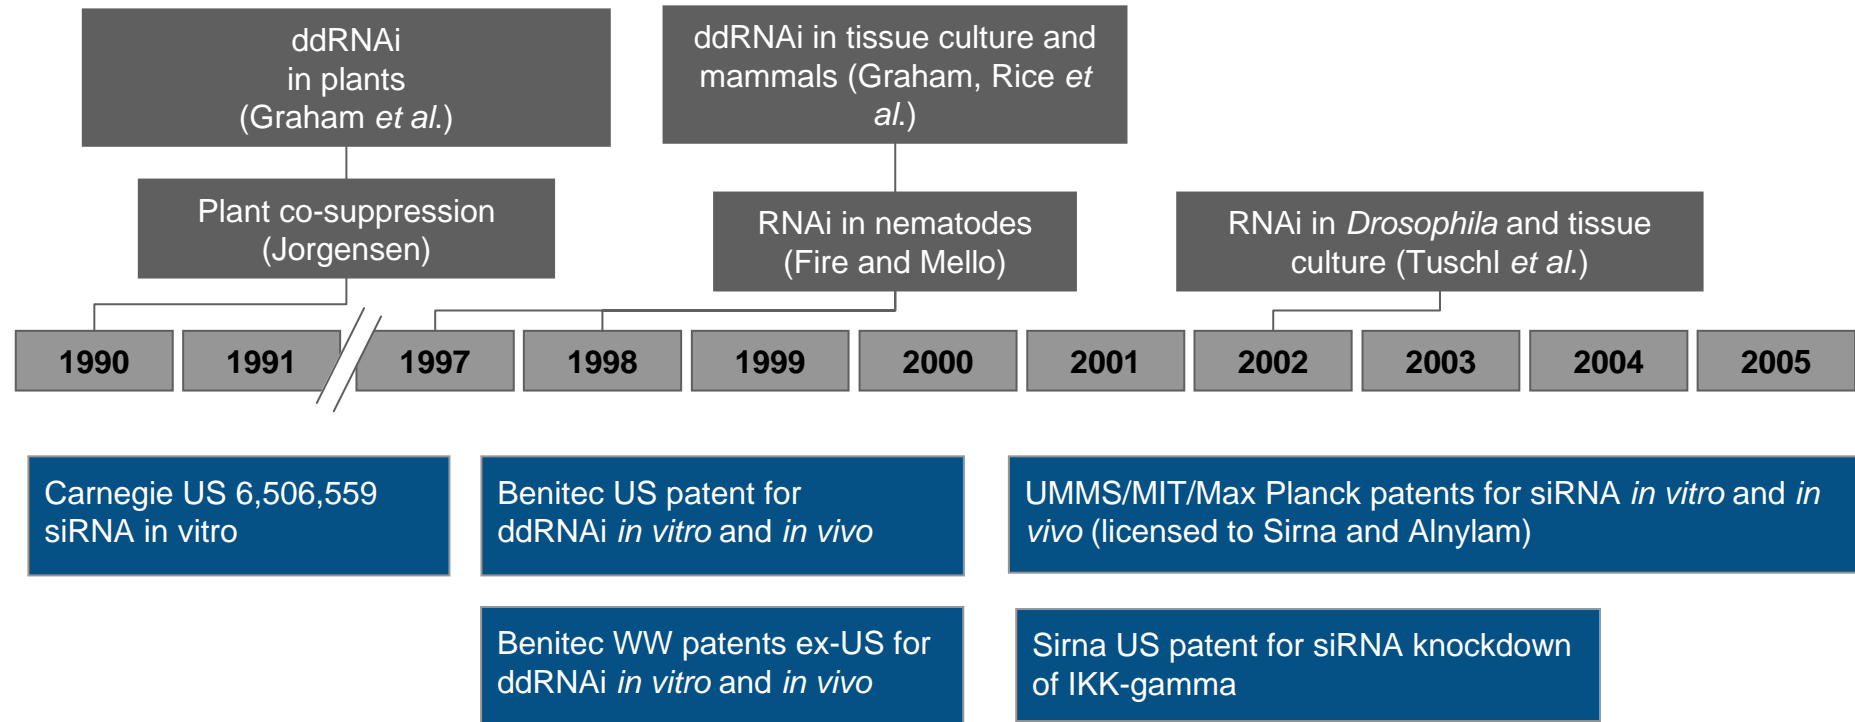 ddRNAi
in plants
(Graham et al.)
ddRNAi in tissue culture and
mammals (Graham, Rice et
al.)
Plant co-suppression
(Jorgensen)
RNAi in nematodes
(Fire and Mello)
RNAi in Drosophila and tissue
culture (Tuschl et al.)
1990 1991 1997 1998 1999 2000 2001 2002 2003 2004 2005
Carnegie US 6,506,559
siRNA in vitro
Benitec US patent for
ddRNAi in vitro and in vivo
UMMS/MIT/Max Planck patents for siRNA in vitro and in
vivo (licensed to Sirna and Alnylam)
Benitec WW patents ex-US for
ddRNAi in vitro and in vivo
Sirna US patent for siRNA knockdown
of IKK-gamma